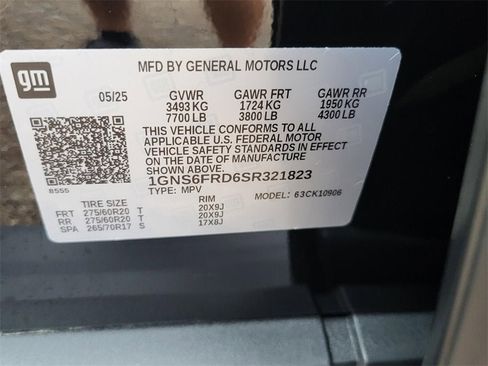 gm
MFD BY GENERAL MOTORS LLC
05/25 GVWR GAWR FRT GAWR RR
3493 KG 1724 KG 1950 KG
7700 LB 3800 LB 4300 LB
THIS VEHICLE CONFORMS TO ALL
APPLICABLE U.S. FEDERAL MOTOR
VEHICLE SAFETY STANDARDS IN EFFECT
ON THE DATE OF MANUFACTURE
SHOWN ABOVE.
1GNS6FRD6SR321823
TYPE: MPV MODEL: 63CK10906
B555
TIRE SIZE RIM
FRT 275/60R20 T 20X9J
RR 275/60R20 T 20X9J
SPA 265/70R17 S 17X8J